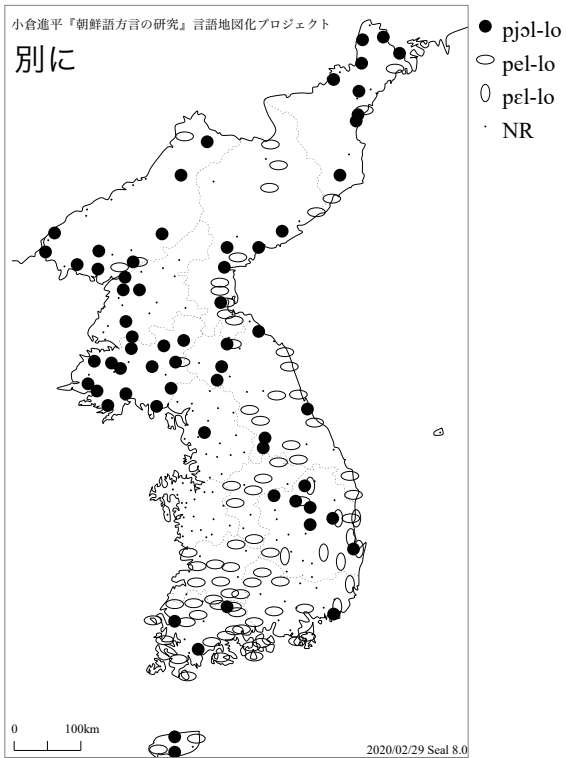 小倉進平『朝鮮語方言の研究』言語地図化プロジェクト
別に
pjɔl-lo
pel-lo
pɛl-lo
NR
0 100km
2020/02/29 Seal 8.0